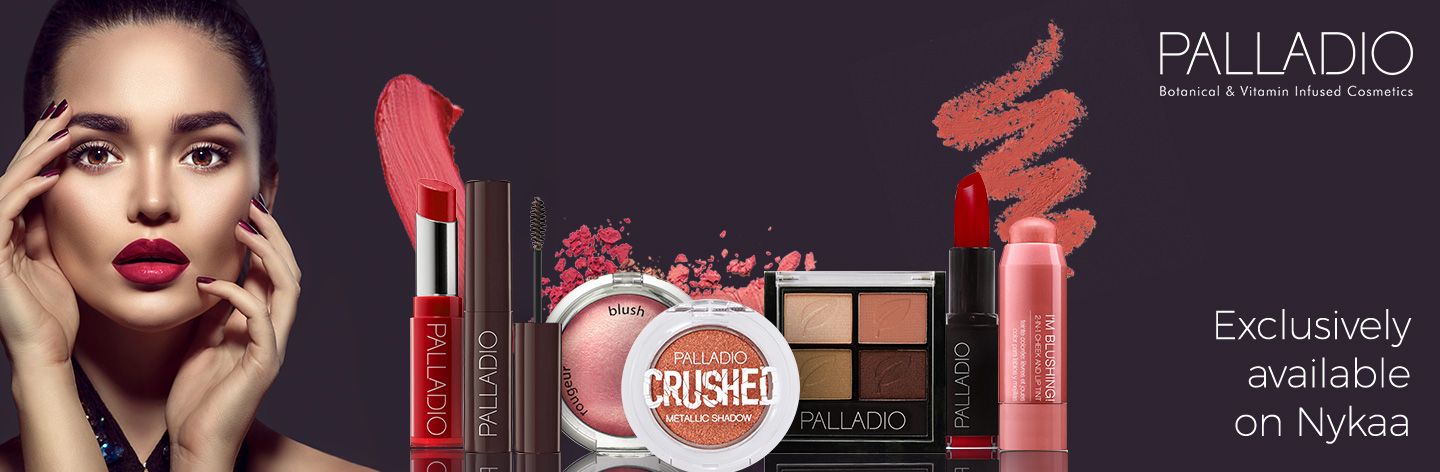 PALLADIO
Botanical & Vitamin Infused Cosmetics
PALLADIO
PALLADIO
blush
rougeur
PALLADIO
CRUSHED
METALLIC SHADOW
PALLADIO
PALLADIO
I'M BLUSHING!
2-IN-1 CHEEK AND LIP TINT
Exclusively
available
on Nykaa